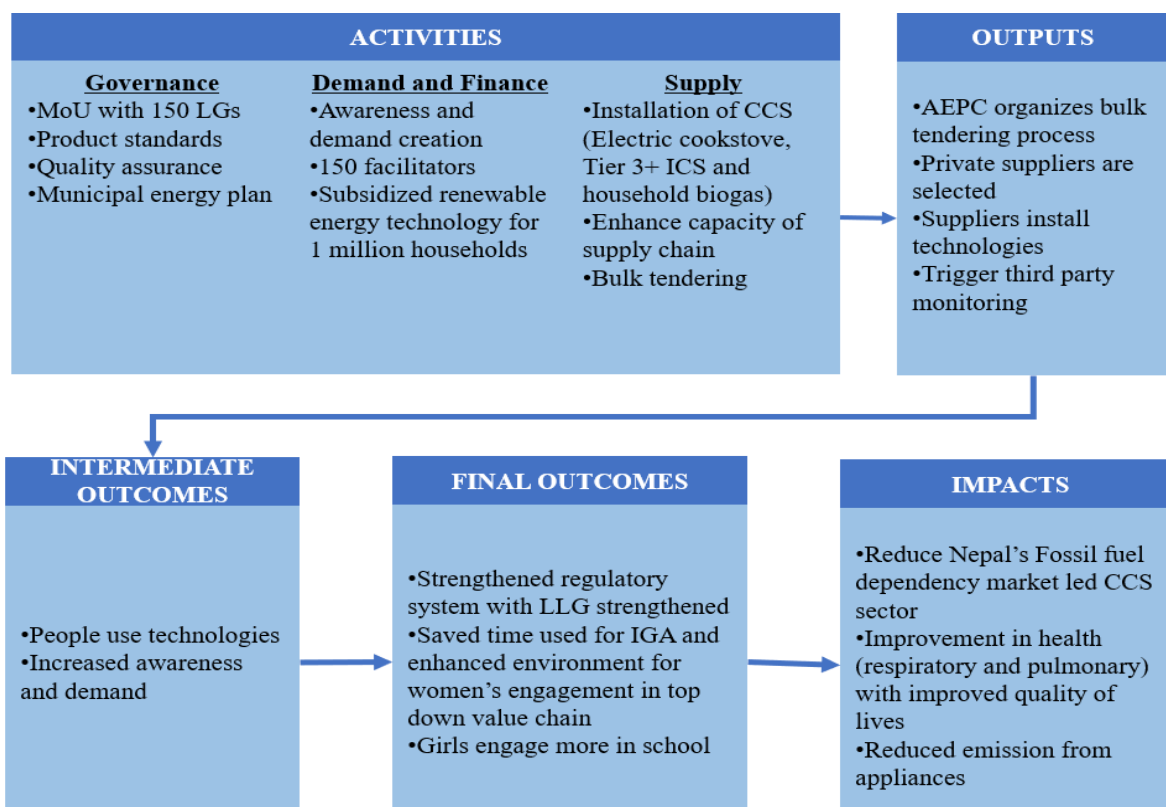 ACTIVITIES
Governance
•MoU with 150 LGs
•Product standards
•Quality assurance
•Municipal energy plan
Demand and Finance
•Awareness and
demand creation
•150 facilitators
•Subsidized renewable
energy technology for
1 million households
Supply
•Installation of CCS
(Electric cookstove,
Tier 3+ ICS and
household biogas)
•Enhance capacity of
supply chain
•Bulk tendering
OUTPUTS
•AEPC organizes bulk
tendering process
•Private suppliers are
selected
•Suppliers install
technologies
•Trigger third party
monitoring
INTERMEDIATE
OUTCOMES
•People use technologies
•Increased awareness
and demand
FINAL OUTCOMES
•Strengthened regulatory
system with LLG strengthened
•Saved time used for IGA and
enhanced environment for
women’s engagement in top
down value chain
•Girls engage more in school
IMPACTS
•Reduce Nepal’s Fossil fuel
dependency market led CCS
sector
•Improvement in health
(respiratory and pulmonary)
with improved quality of
lives
•Reduced emission from
appliances